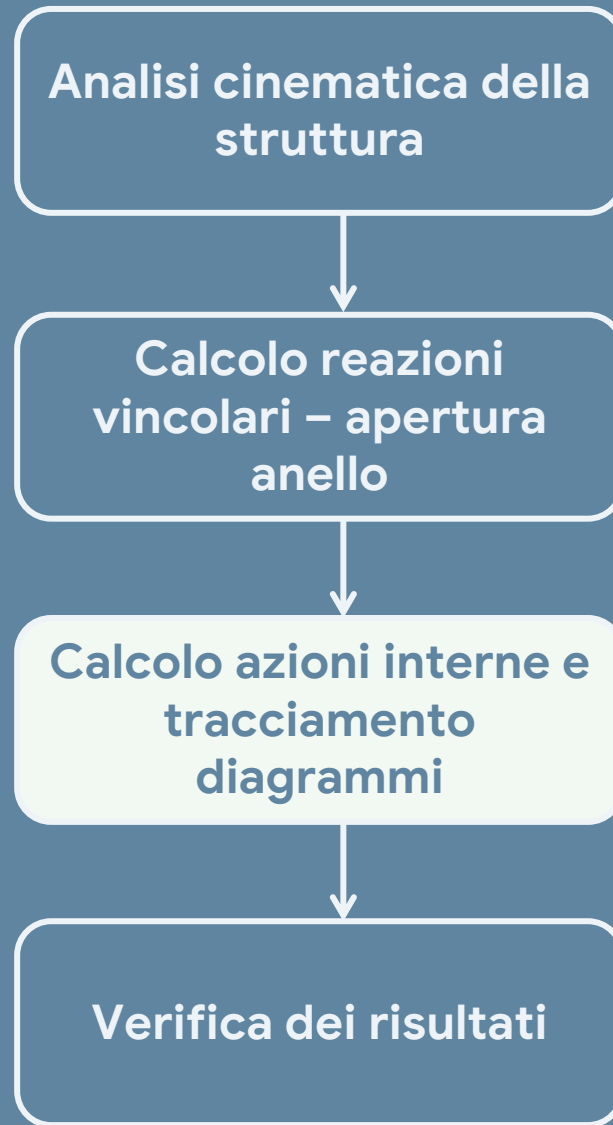 Analisi cinematica della
struttura
Calcolo reazioni
vincolari – apertura
anello
Calcolo azioni interne e
tracciamento
diagrammi
Verifica dei risultati